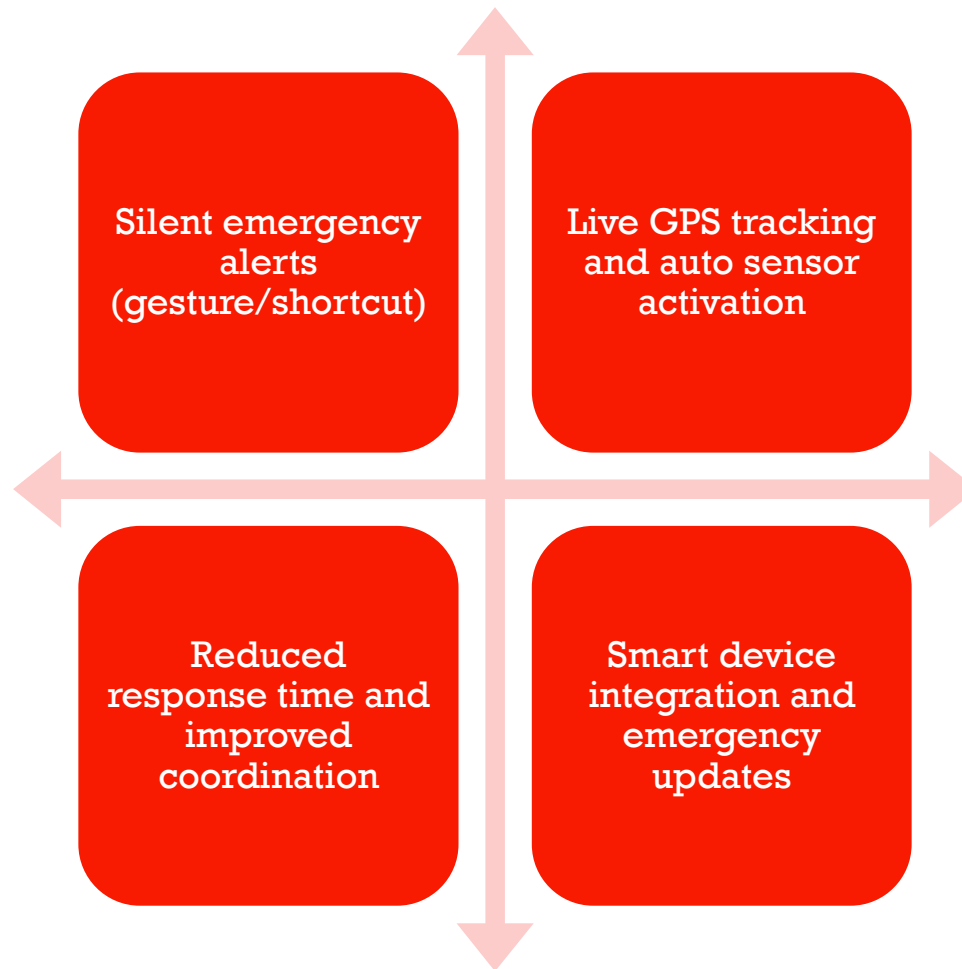 Silent emergency
alerts
(gesture/shortcut)
Live GPS tracking
and auto sensor
activation
Reduced
response time and
improved
coordination
Smart device
integration and
emergency
updates